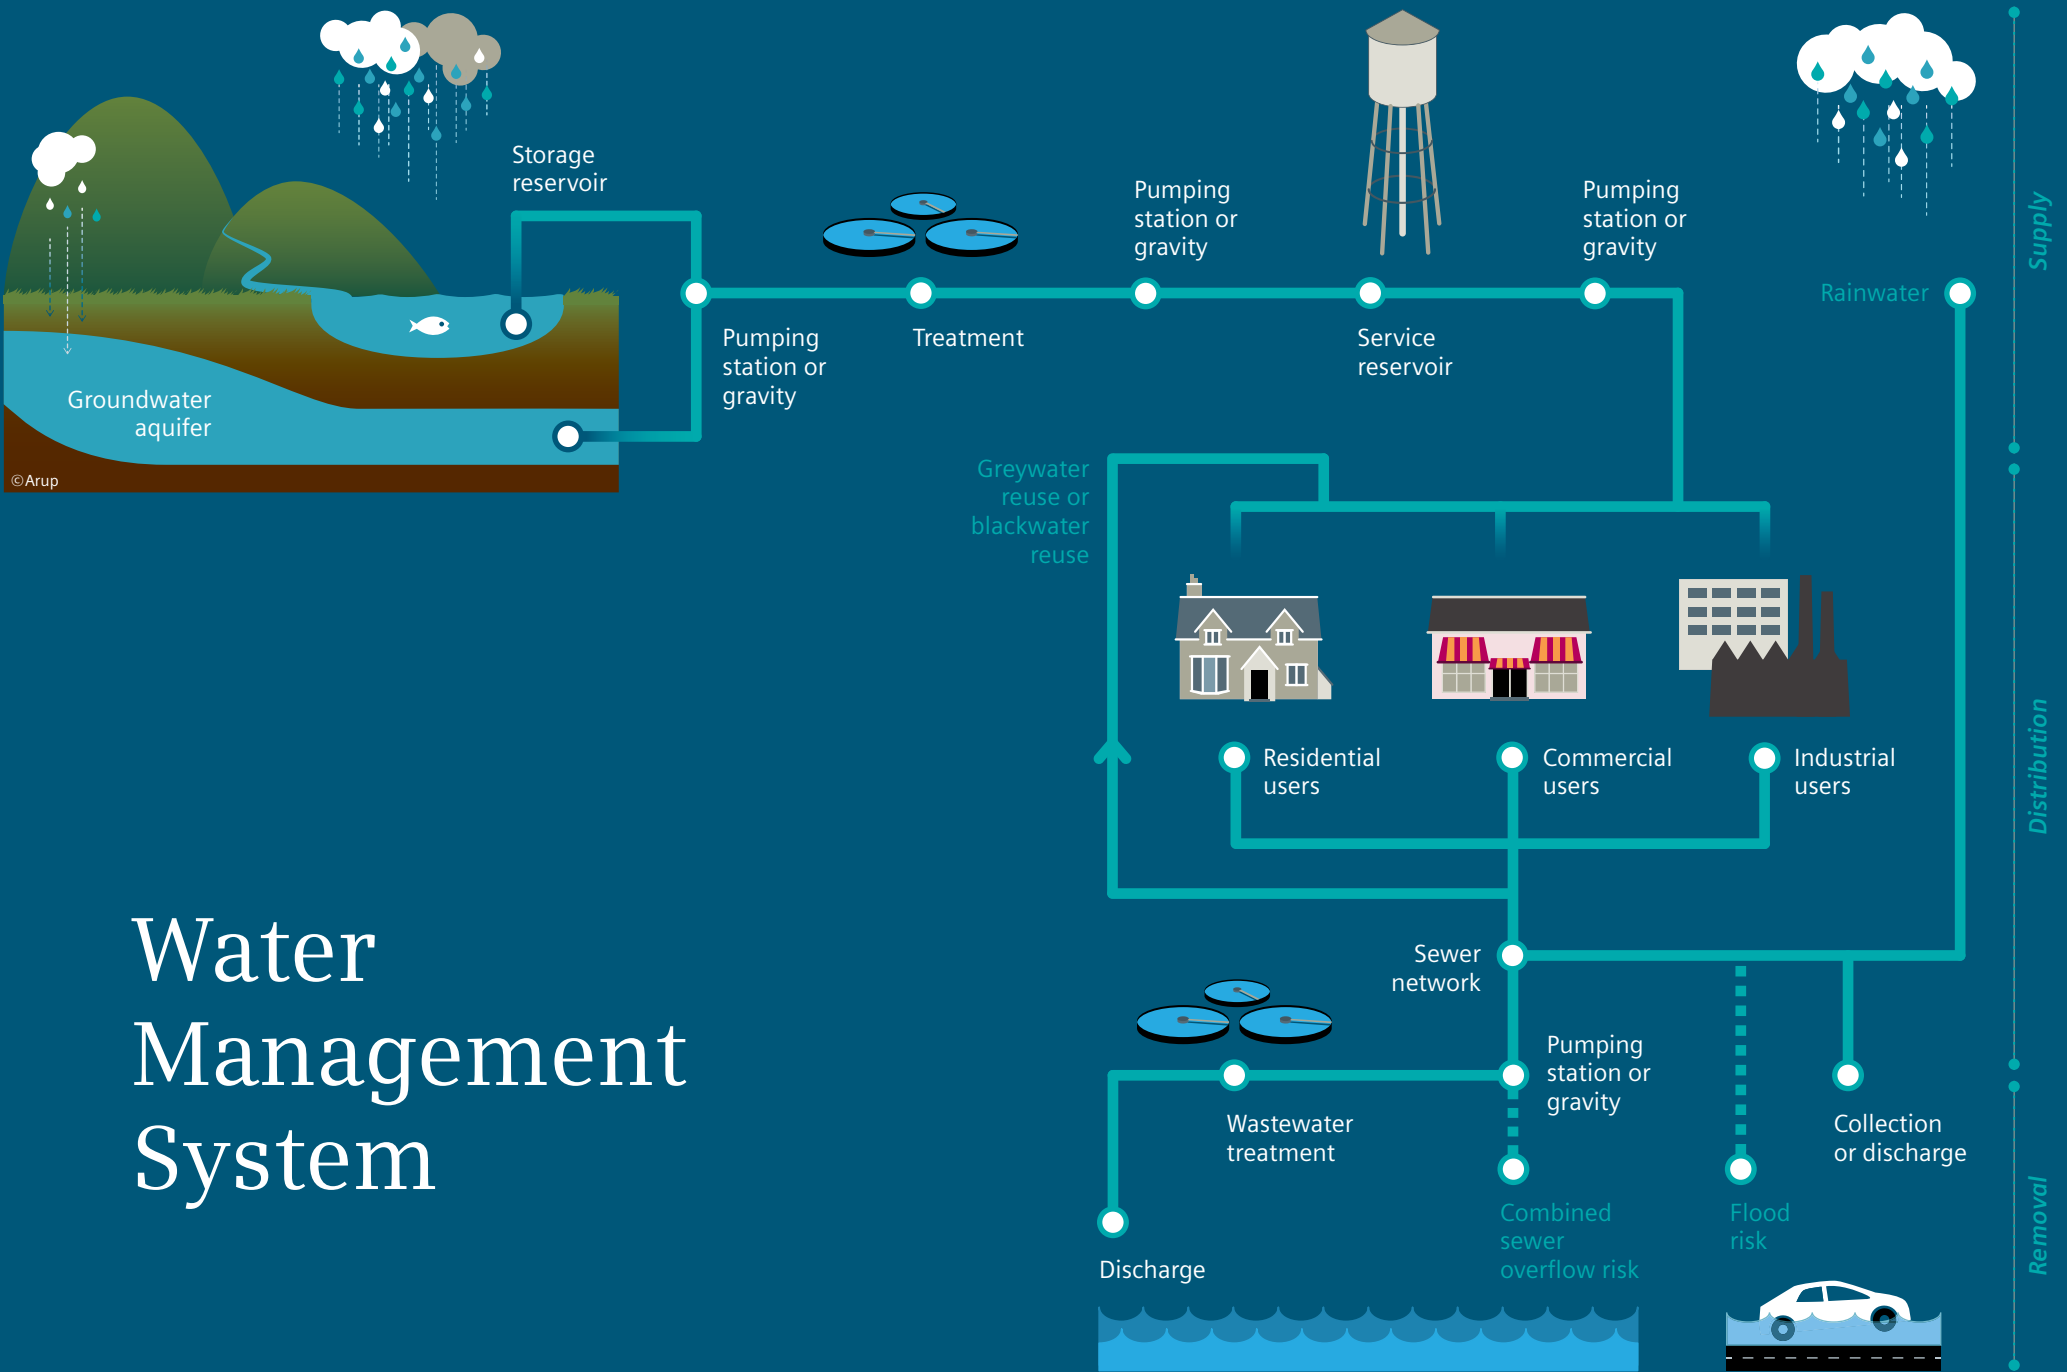 Storage
reservoir
Pumping
station or
gravity
Pumping
station or
gravity
Supply
Rainwater
Pumping
station or
gravity
Treatment
Service
reservoir
Groundwater
aquifer
©Arup
Greywater
reuse or
blackwater
reuse
Residential
users
Commercial
users
Industrial
users
Distribution
Water
Management
System
Sewer
network
Pumping
station or
gravity
Wastewater
treatment
Collection
or discharge
Combined
sewer
overflow risk
Flood
risk
Removal
Discharge